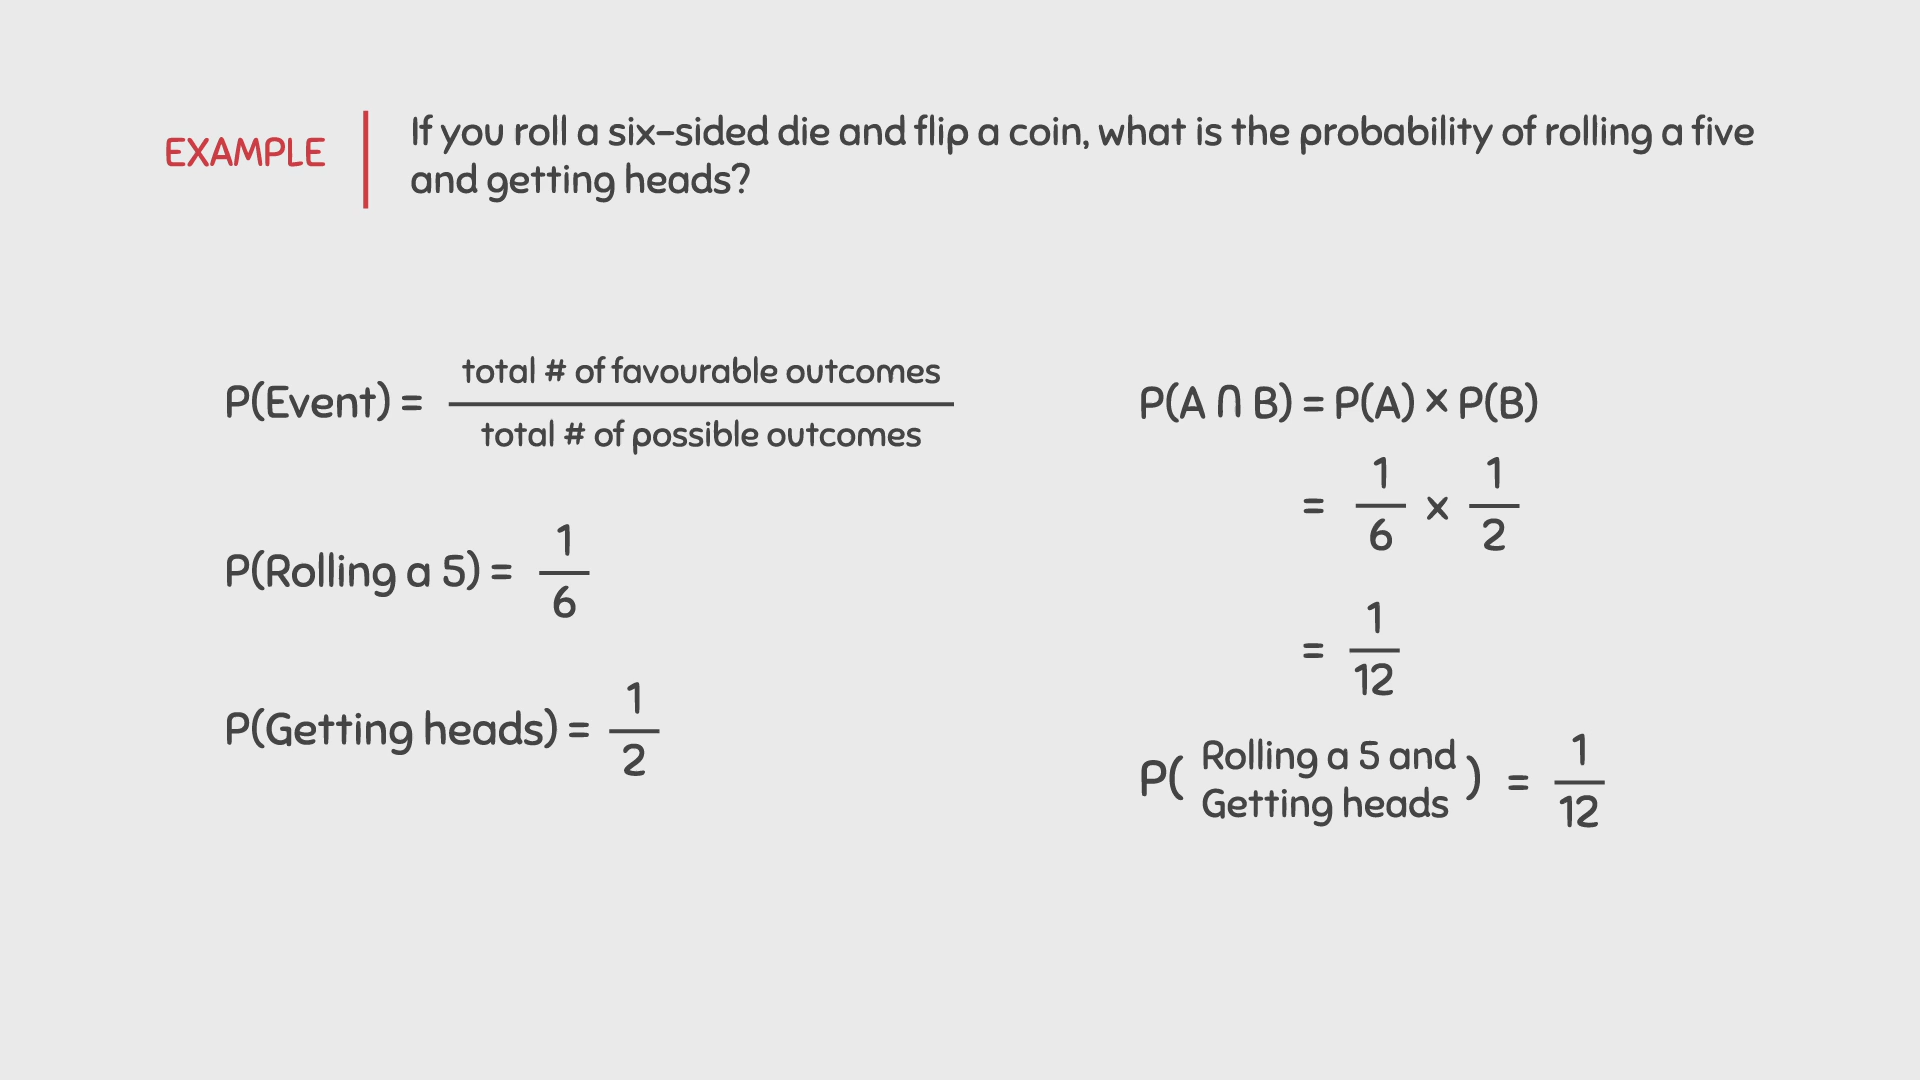 EXAMPLE
If you roll a six-sided die and flip a coin, what is the probability of rolling a five
and getting heads?
P(Event) = total # of favourable outcomes / total # of possible outcomes
P(Rolling a 5) = 1/6
P(Getting heads) = 1/2
P(A ∩ B) = P(A) x P(B)
= 1/6 x 1/2
= 1/12
P( Rolling a 5 and
Getting heads ) = 1/12